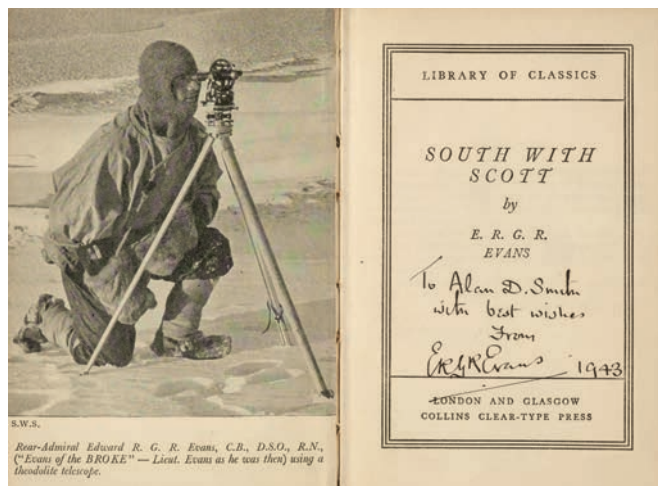 S.W.S.
Rear-Admiral Edward R. G. R. Evans, C.B., D.S.O., R.N.,
("Evans of the BROKE" — Lieut. Evans as he was then) using a
theodolite telescope.
LIBRARY OF CLASSICS
SOUTH WITH
SCOTT
by
E. R. G. R.
EVANS
To Alan D. Smith
with best wishes
From
E R G R Evans 1943
LONDON AND GLASGOW
COLLINS CLEAR-TYPE PRESS